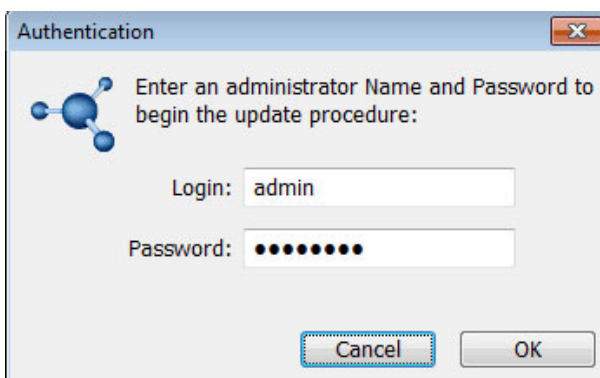 Authentication
Enter an administrator Name and Password to
begin the update procedure:
Login: admin
Password: ●●●●●●●●
Cancel OK